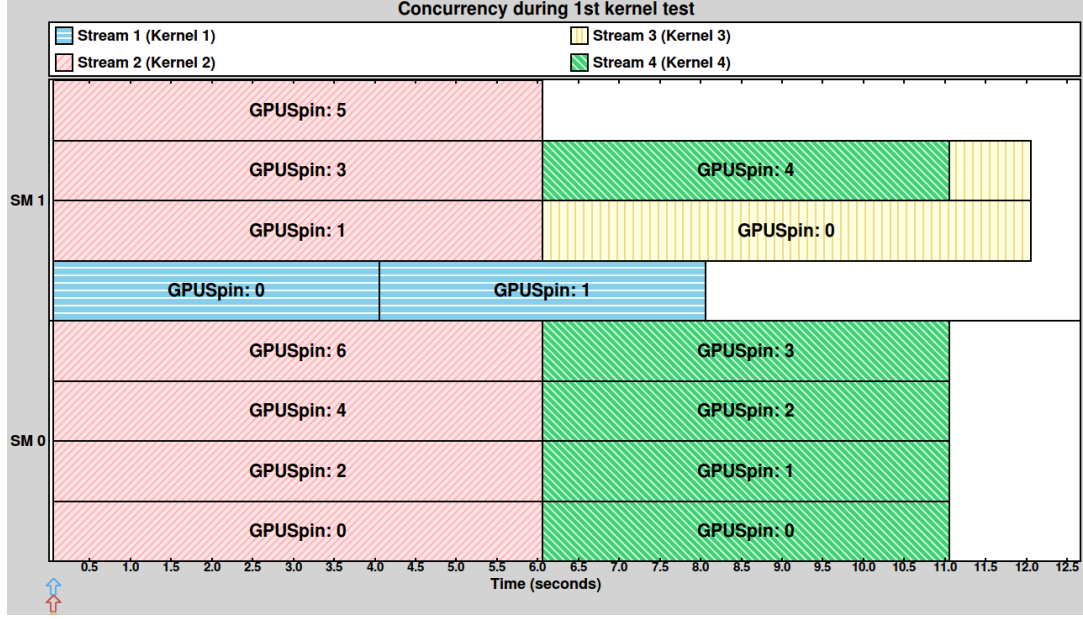 Concurrency during 1st kernel test
Stream 1 (Kernel 1)
Stream 3 (Kernel 3)
Stream 2 (Kernel 2)
Stream 4 (Kernel 4)
GPUSpin: 5
GPUSpin: 3
GPUSpin: 4
SM 1
GPUSpin: 1
GPUSpin: 0
GPUSpin: 0
GPUSpin: 1
GPUSpin: 6
GPUSpin: 3
GPUSpin: 4
GPUSpin: 2
SM 0
GPUSpin: 2
GPUSpin: 1
GPUSpin: 0
GPUSpin: 0
0.5 1.0 1.5 2.0 2.5 3.0 3.5 4.0 4.5 5.0 5.5 6.0 6.5 7.0 7.5 8.0 8.5 9.0 9.5 10.0 10.5 11.0 11.5 12.0 12.5
Time (seconds)